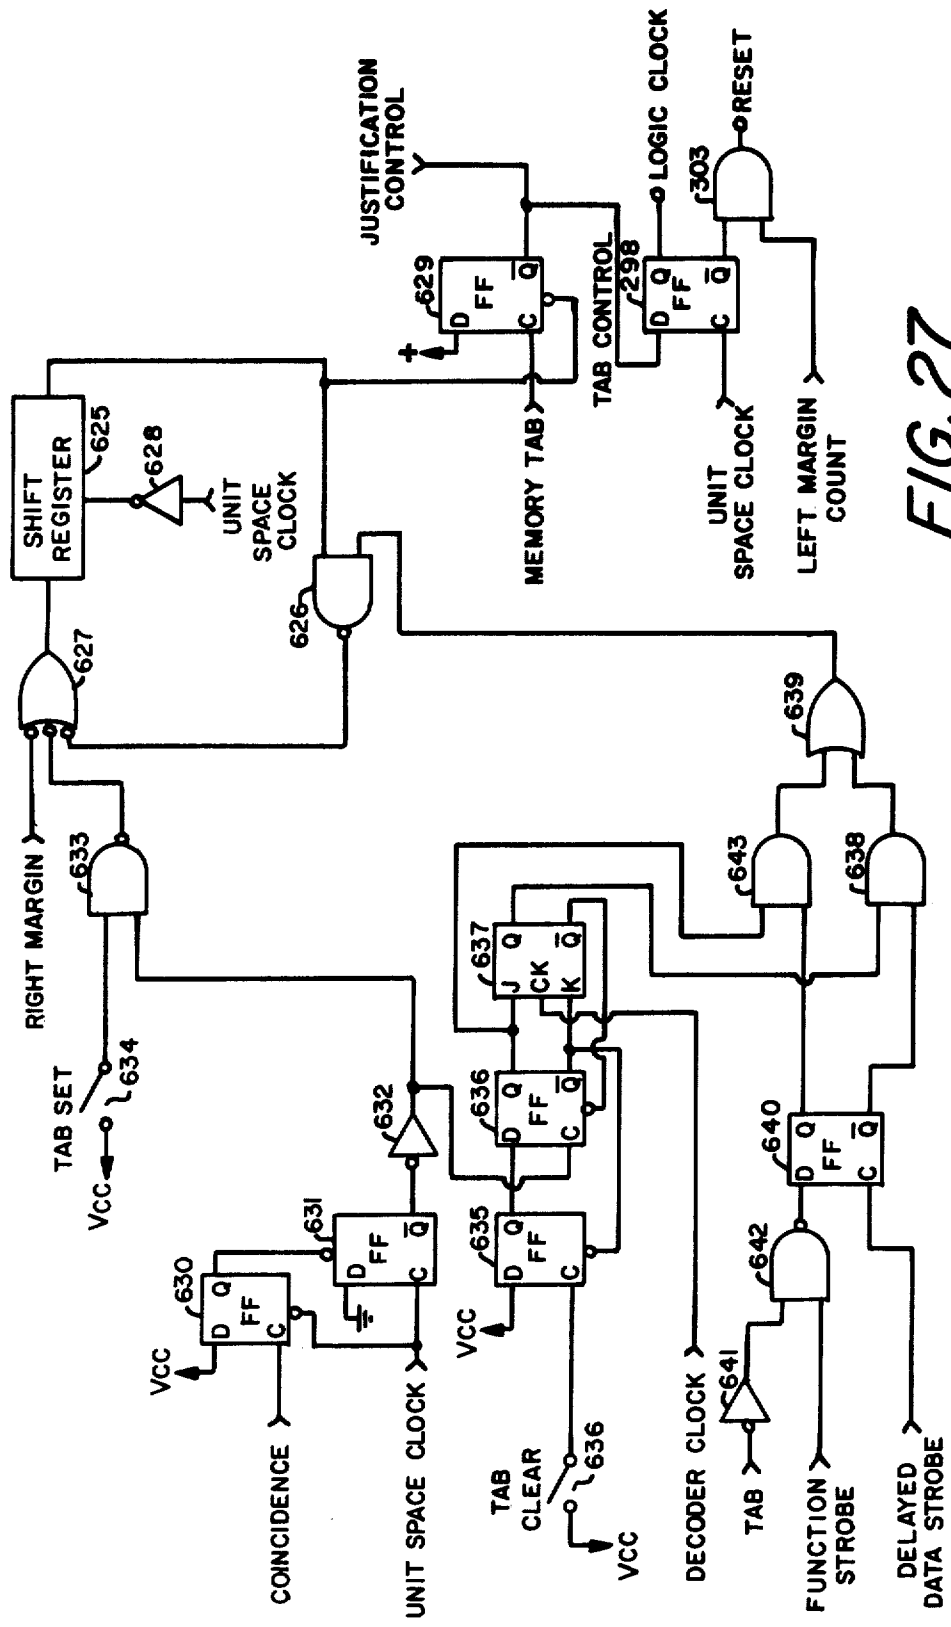 RIGHT MARGIN
TAB SET
634
VCC
633
627
SHIFT
REGISTER
625
628
UNIT
SPACE
CLOCK
626
VCC
630
D Q
FF
C
COINCIDENCE
631
D
FF
C Q
632
UNIT SPACE CLOCK
JUSTIFICATION
CONTROL
+
629
D
FF
C Q
MEMORY TAB
TAB CONTROL
298
D Q
FF
C Q
LOGIC CLOCK
303
RESET
UNIT
SPACE CLOCK
LEFT MARGIN
COUNT
VCC
635
D Q
FF
C
636
D Q
FF
C Q
637
J Q
CK
K Q
TAB
CLEAR
636
VCC
DECODER CLOCK
641
TAB
642
FUNCTION
STROBE
640
D Q
FF
C Q
DELAYED
DATA STROBE
643
638
639
FIG. 27